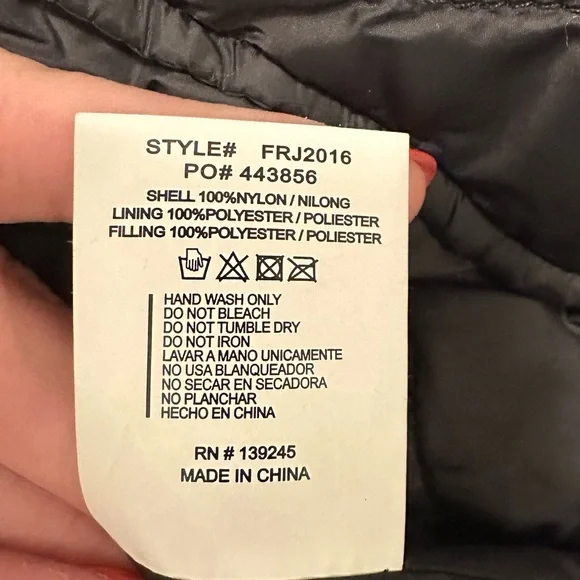 STYLE# FRJ2016
PO# 443856
SHELL 100%NYLON / NILONG
LINING 100%POLYESTER / POLIESTER
FILLING 100%POLYESTER / POLIESTER
HAND WASH ONLY
DO NOT BLEACH
DO NOT TUMBLE DRY
DO NOT IRON
LAVAR A MANO UNICAMENTE
NO USA BLANQUEADOR
NO SECAR EN SECADORA
NO PLANCHAR
HECHO EN CHINA
RN # 139245
MADE IN CHINA